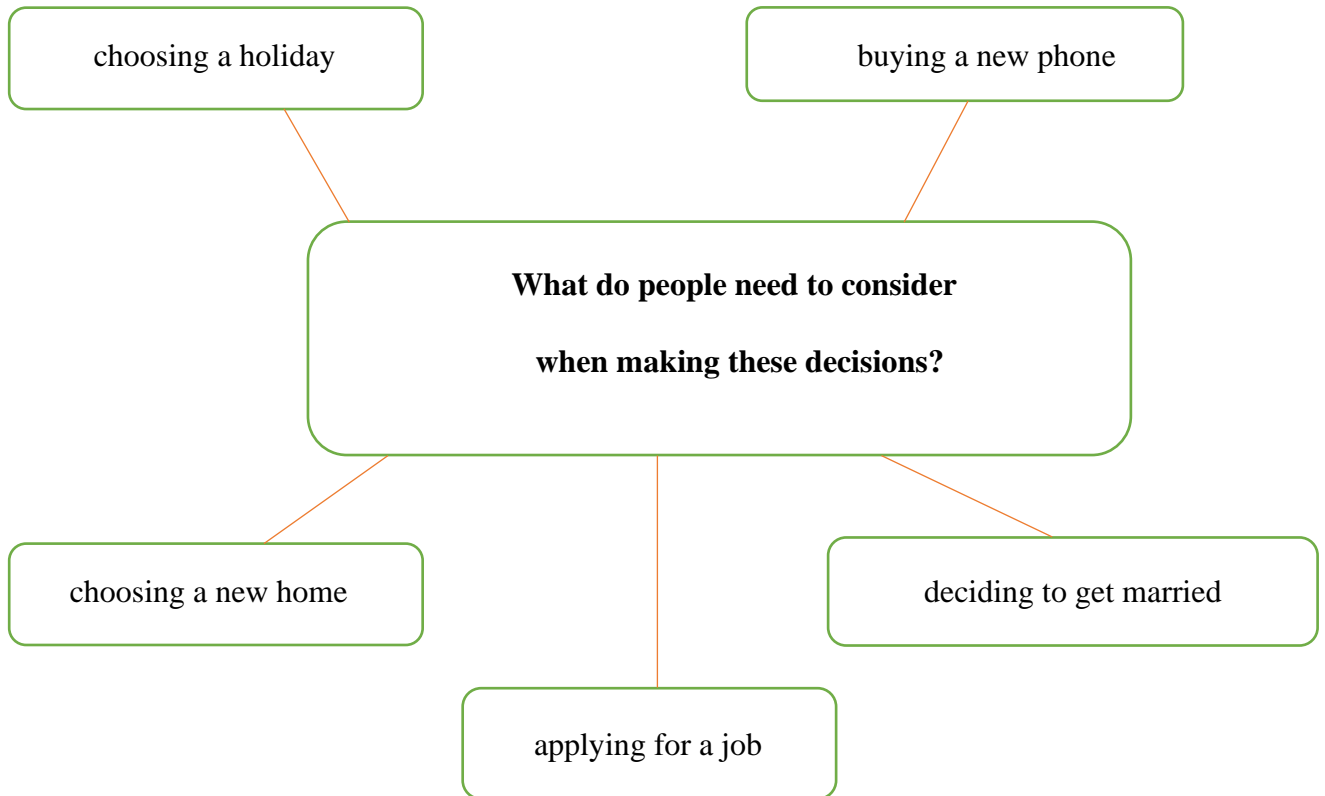 choosing a holiday
buying a new phone
What do people need to consider
when making these decisions?
choosing a new home
deciding to get married
applying for a job